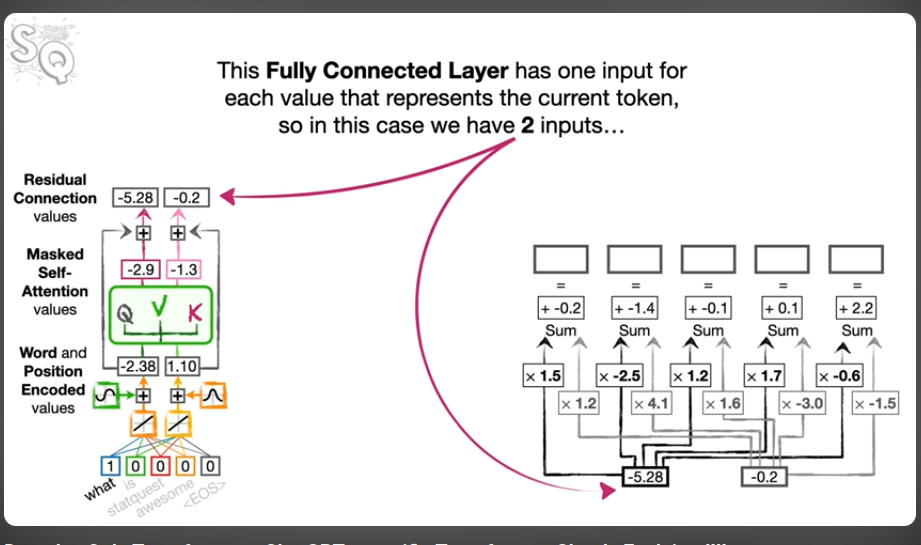 SQ
This Fully Connected Layer has one input for
each value that represents the current token,
so in this case we have 2 inputs…
Residual
Connection
values
-5.28 -0.2
+ +
Masked
Self-
Attention
values
-2.9 -1.3
Q V K
Word and
Position
Encoded
values
-2.38 1.10
+ +
1 0 0 0 0
what
is
statquest
awesome
<EOS>
= = = = =
+ -0.2 + -1.4 + -0.1 + 0.1 + 2.2
Sum Sum Sum Sum Sum
× 1.5 × -2.5 × 1.2 × 1.7 × -0.6
× 1.2 × 4.1 × 1.6 × -3.0 × -1.5
-5.28 -0.2